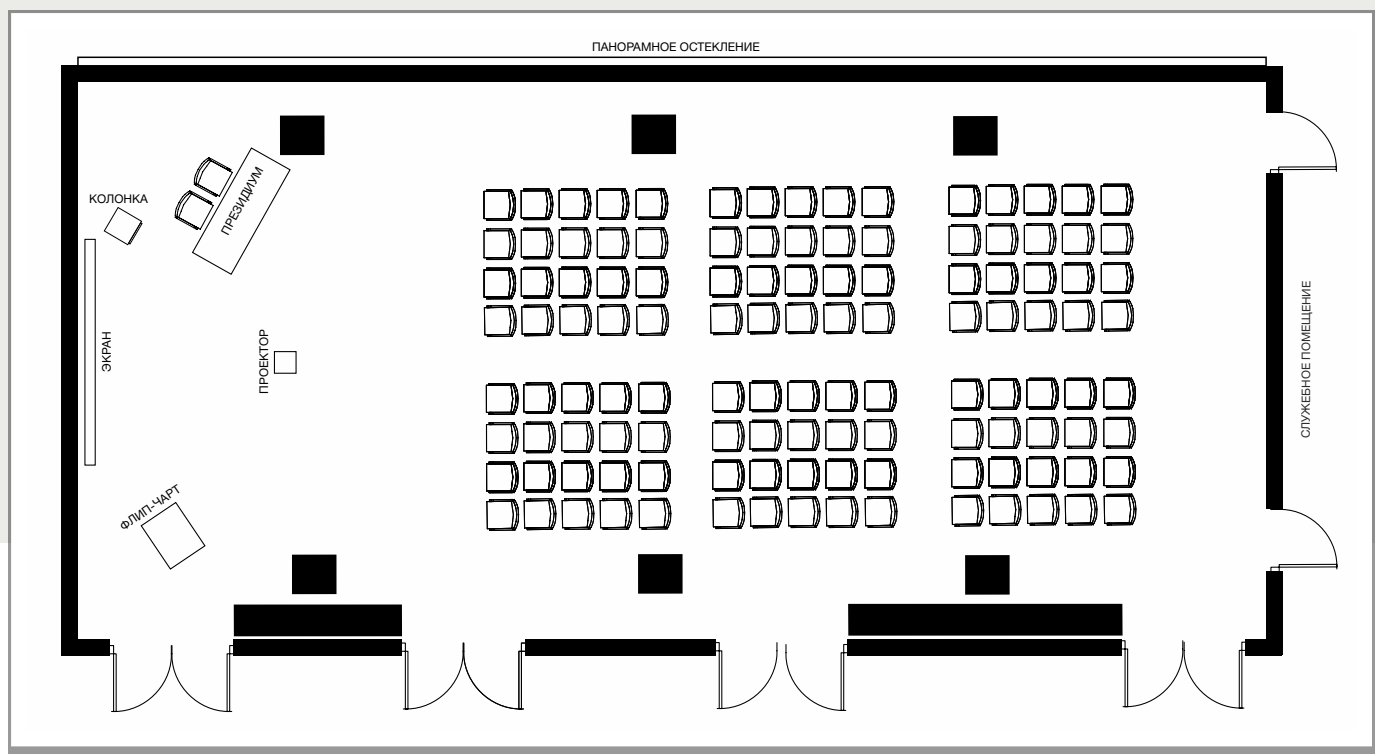 ПАНОРАМНОЕ ОСТЕКЛЕНИЕ
КОЛОНКА
ПРЕЗИДИУМ
ЭКРАН
ПРОЕКТОР
СЛУЖЕБНОЕ ПОМЕЩЕНИЕ
ФЛИП-ЧАРТ